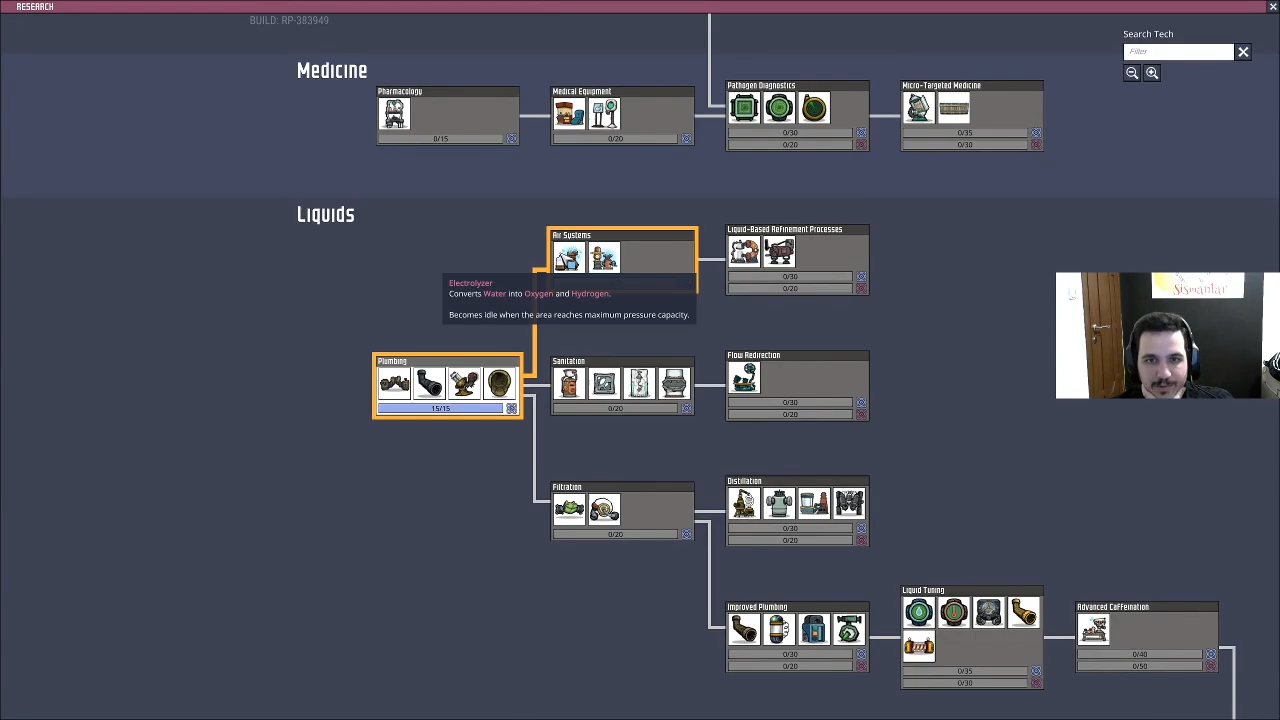 RESEARCH
BUILD: RP-383949
Search Tech
Filter
Medicine
Pharmacology
0/15
Medical Equipment
0/20
Pathogen Diagnostics
0/30
0/20
Micro-Targeted Medicine
0/35
0/30
Liquids
Air Systems
Liquid-Based Refinement Processes
0/30
0/20
Electrolyzer
Converts Water into Oxygen and Hydrogen.
Becomes idle when the area reaches maximum pressure capacity.
Plumbing
15/15
Sanitation
0/20
Flow Redirection
0/30
0/20
Filtration
0/20
Distillation
0/30
0/20
Improved Plumbing
0/30
0/20
Liquid Tuning
0/35
0/30
Advanced Caffeination
0/40
0/50
Sismantar